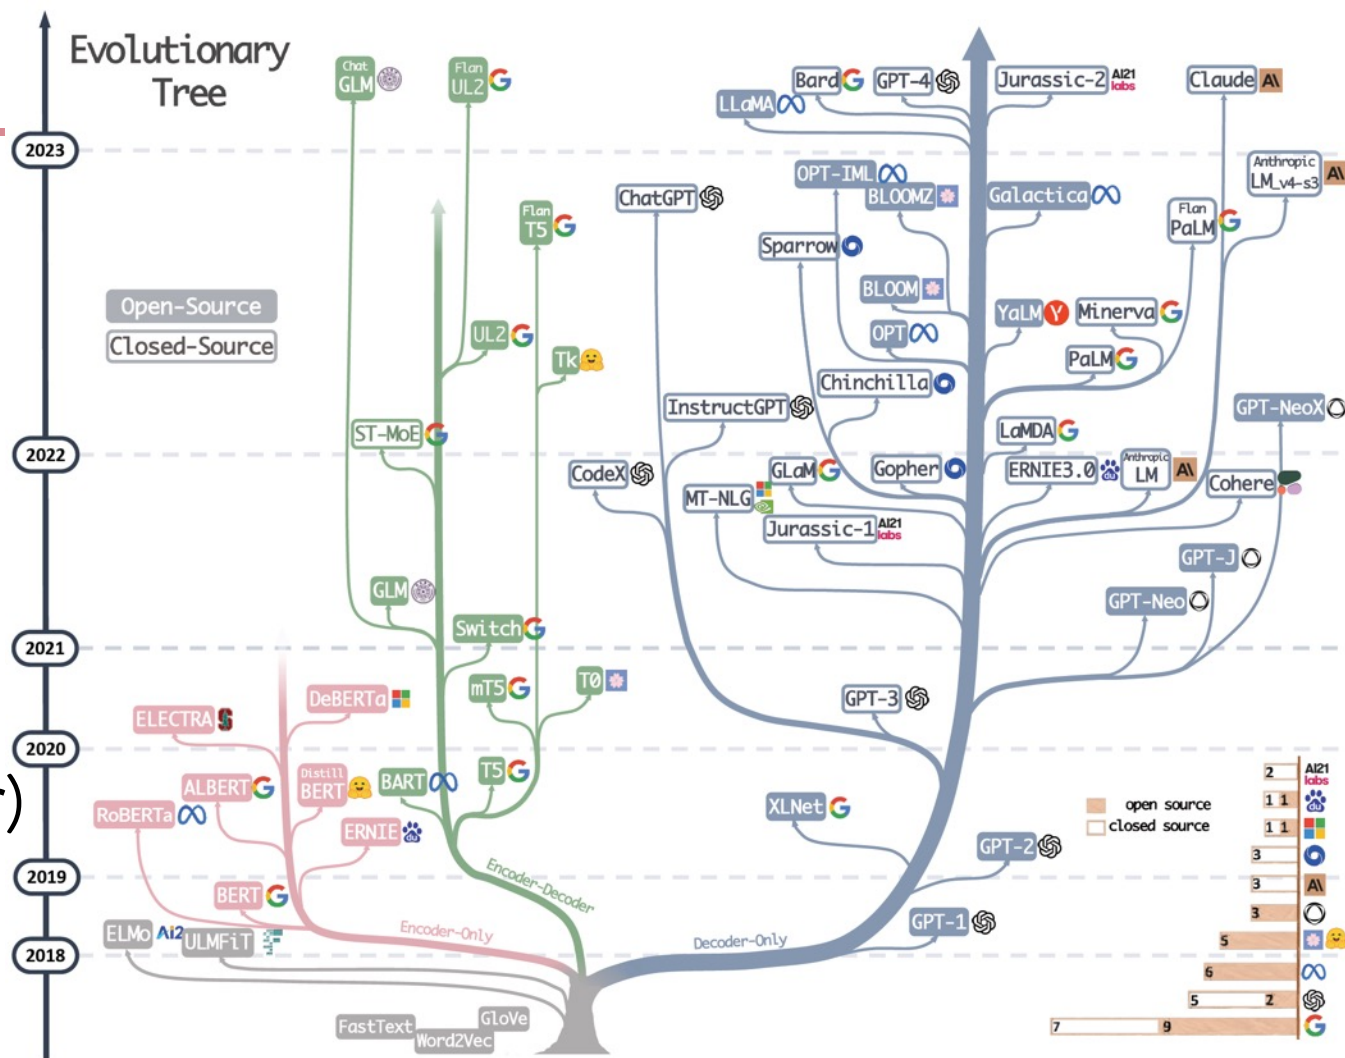 Evolutionary
Tree
2023
2022
2021
2020
2019
2018
)
Open-Source
Closed-Source
Chat
GLM
Flan
UL2
Flan
T5
UL2
Tk
ST-MoE
GLM
Switch
mT5
T0
T5
BART
Encoder-Decoder
DeBERTa
ELECTRA
ALBERT
Distill
BERT
RoBERTa
ERNIE
BERT
Encoder-Only
ELMo
Ai2
ULMFiT
FastText
Word2Vec
GloVe
LLaMA
Bard
GPT-4
Jurassic-2
AI21
labs
Claude
A\
OPT-IML
BLOOMZ
Galactica
Anthropic
LM_v4-s3
A\
ChatGPT
Sparrow
Flan
PaLM
BLOOM
OPT
YaLM
Minerva
PaLM
Chinchilla
InstructGPT
GPT-NeoX
LaMDA
CodeX
GLaM
Gopher
ERNIE3.0
du
Anthropic
LM
A\
Cohere
MT-NLG
Jurassic-1
AI21
labs
GPT-J
GPT-Neo
GPT-3
XLNet
GPT-2
GPT-1
Decoder-Only
open source
closed source
2
AI21
labs
1 1
du
1 1
3
3
A\
3
5
6
5 2
7 9